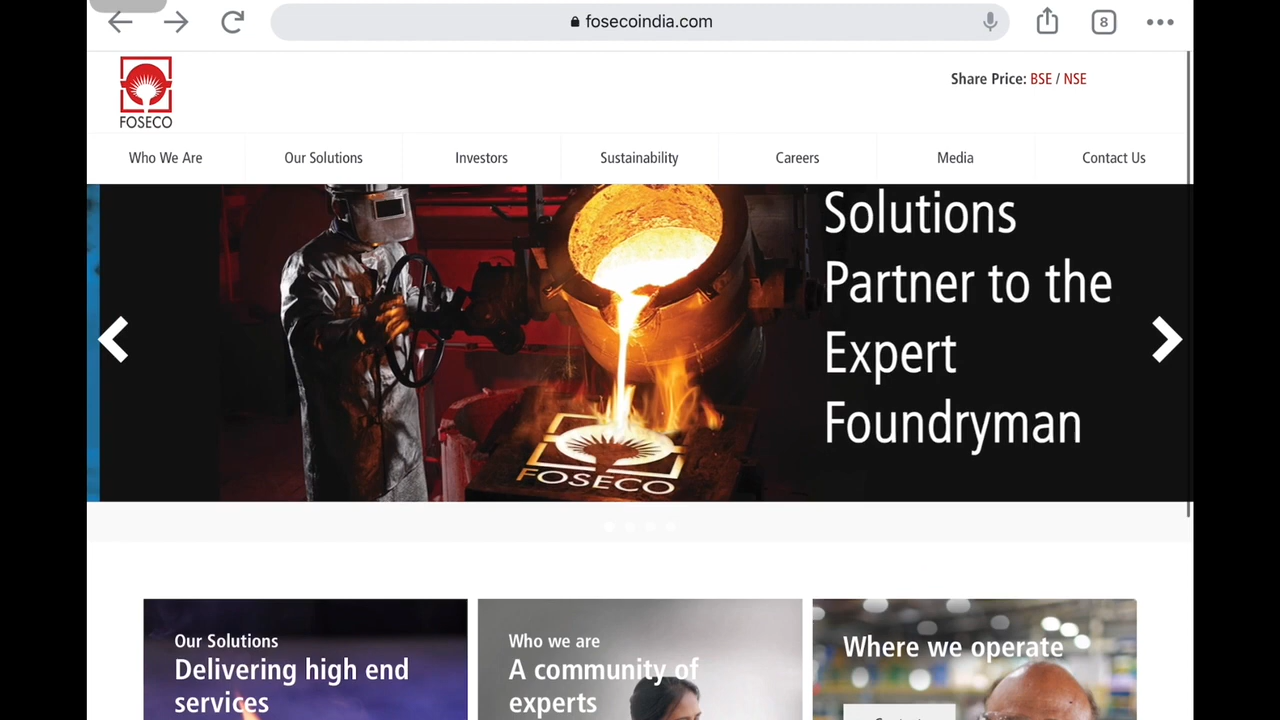 fosecoindia.com
8
FOSECO
Share Price: BSE / NSE
Who We Are
Our Solutions
Investors
Sustainability
Careers
Media
Contact Us
Solutions
Partner to the
Expert
Foundryman
FOSECO
Our Solutions
Delivering high end
services
Who we are
A community of
experts
Where we operate